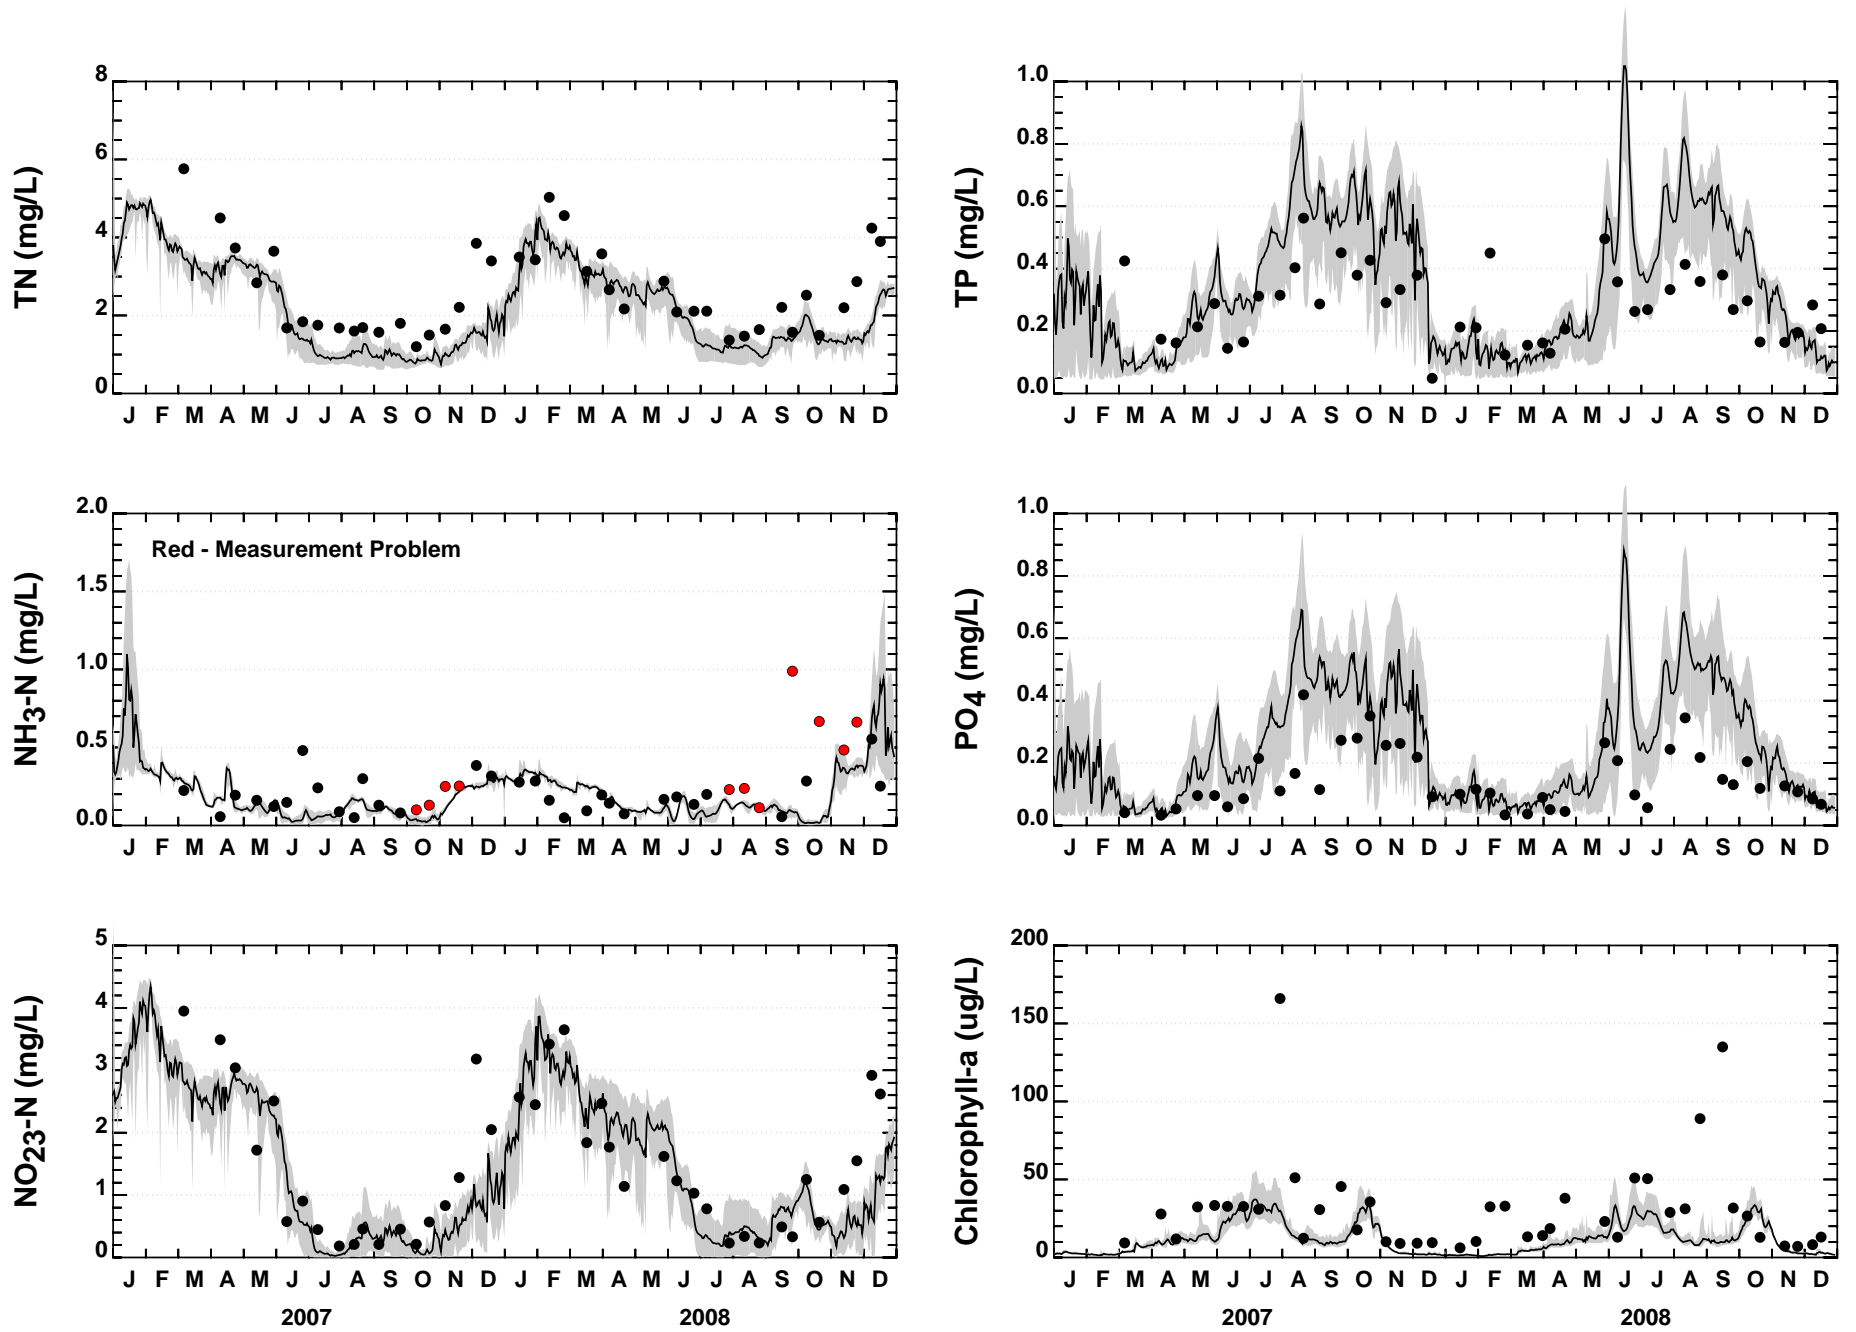 TN (mg/L)
8
6
4
2
0
J F M A M J J A S O N D J F M A M J J A S O N D
TP (mg/L)
1.0
0.8
0.6
0.4
0.2
0.0
J F M A M J J A S O N D J F M A M J J A S O N D
NH3-N (mg/L)
2.0
1.5
1.0
0.5
0.0
Red - Measurement Problem
J F M A M J J A S O N D J F M A M J J A S O N D
PO4 (mg/L)
1.0
0.8
0.6
0.4
0.2
0.0
J F M A M J J A S O N D J F M A M J J A S O N D
NO23-N (mg/L)
5
4
3
2
1
0
J F M A M J J A S O N D J F M A M J J A S O N D
2007 2008
Chlorophyll-a (ug/L)
200
150
100
50
0
J F M A M J J A S O N D J F M A M J J A S O N D
2007 2008